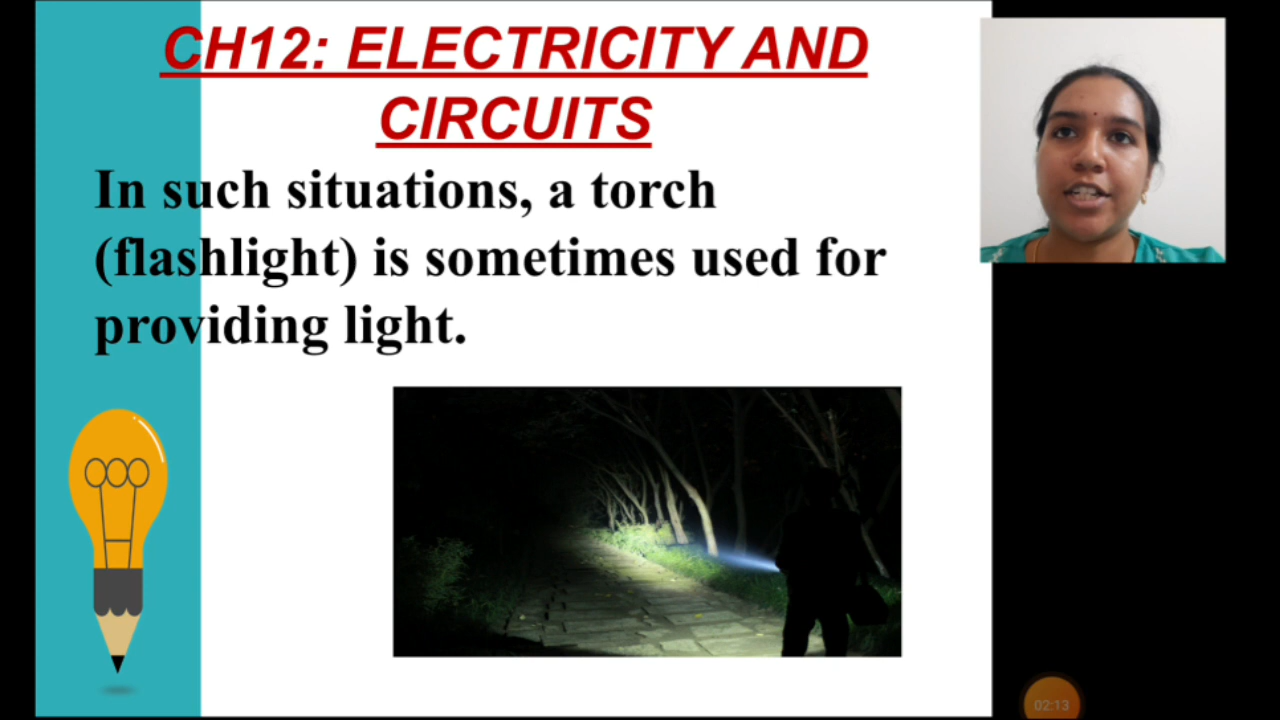 CH12: ELECTRICITY AND
CIRCUITS
In such situations, a torch
(flashlight) is sometimes used for
providing light.
02:13